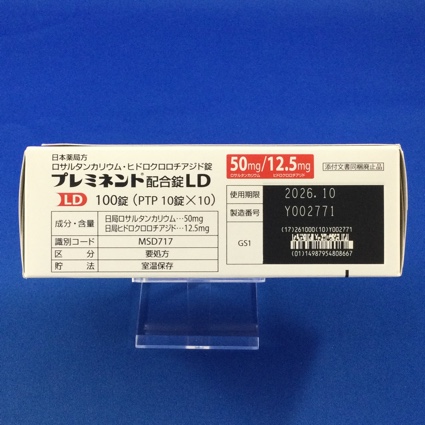 日本薬局方
ロサルタンカリウム・ヒドロクロロチアジド錠
プレミネント配合錠LD
LD 100錠(PTP 10錠×10)
成分・含量 日局ロサルタンカリウム…50mg
日局ヒドロクロロチアジド…12.5mg
識別コード MSD717
区分 要処方
貯法 室温保存
50mg/12.5mg
ロサルタンカリウム ヒドロクロロチアジド
添付文書同梱廃止品
使用期限 2026.10
製造番号 Y002771
GS1
(17)261000(10)Y002771
(01)14987954808667